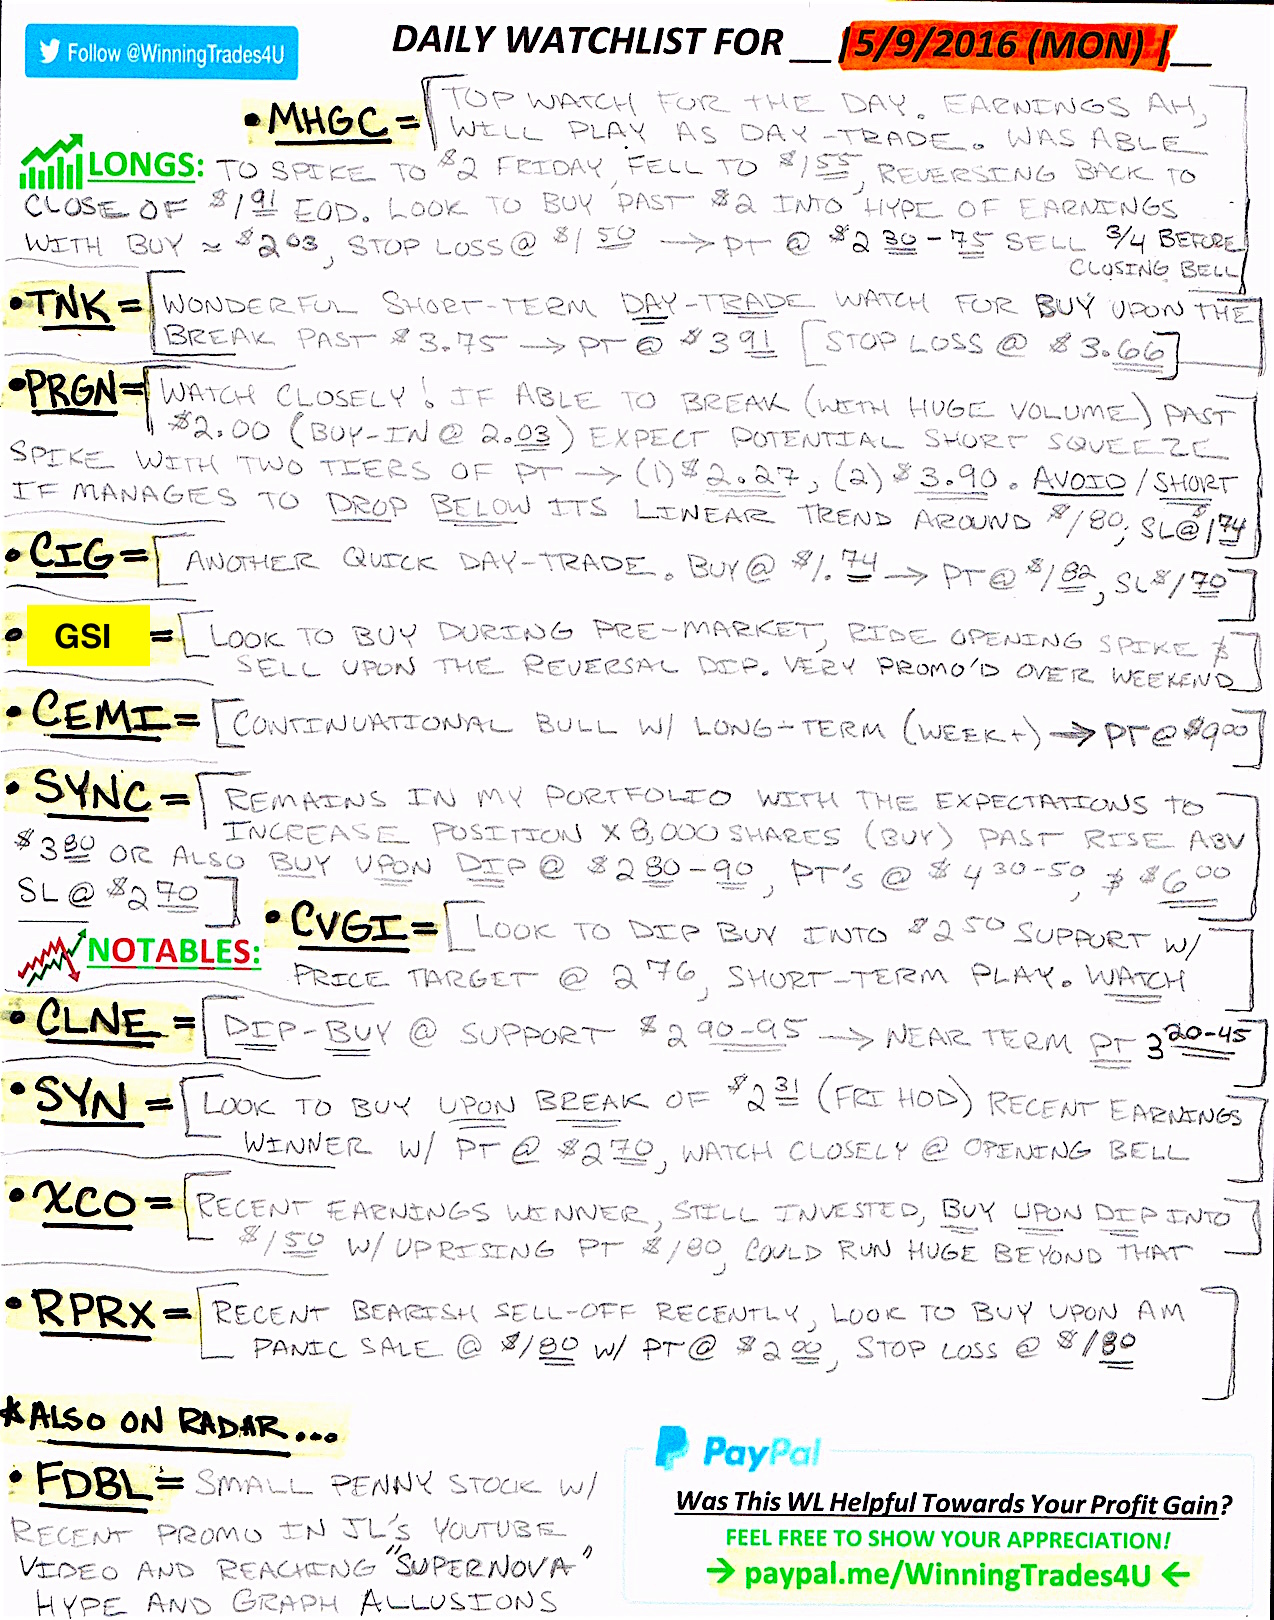 Follow @WinningTrades4U
DAILY WATCHLIST FOR __ |5/9/2016 (MON) |__
• MHGC = [TOP WATCH FOR THE DAY. EARNINGS AH,
WILL PLAY AS DAY-TRADE. WAS ABLE
LONGS: TO SPIKE TO $2 FRIDAY, FELL TO $1 55, REVERSING BACK TO
CLOSE OF $1 91 EOD. LOOK TO BUY PAST $2 INTO HYPE OF EARNINGS
WITH BUY ≈ $2 03, STOP LOSS @ $1 50 → PT @ $2 30-75 SELL 3/4 BEFORE
CLOSING BELL]
• TNK = [WONDERFUL SHORT-TERM DAY-TRADE WATCH FOR BUY UPON THE
BREAK PAST $3.75 → PT @ $3 91 [STOP LOSS @ $3.66]]
• PRGN = [WATCH CLOSELY! IF ABLE TO BREAK (WITH HUGE VOLUME) PAST
$2.00 (BUY-IN @ 2.03) EXPECT POTENTIAL SHORT SQUEEZE
SPIKE WITH TWO TIERS OF PT → (1) $2.27, (2) $3.90. AVOID/SHORT
IF MANAGES TO DROP BELOW ITS LINEAR TREND AROUND $1 80; SL @ $1 74]
• CIG = [ANOTHER QUICK DAY-TRADE. BUY @ $1.74 → PT @ $1 82, SL $1 70]
• GSI = [LOOK TO BUY DURING PRE-MARKET, RIDE OPENING SPIKE &
SELL UPON THE REVERSAL DIP. VERY PROMO'D OVER WEEKEND]
• CEMI = [CONTINUATIONAL BULL W/ LONG-TERM (WEEK+) → PT @ $9 00]
• SYNC = [REMAINS IN MY PORTFOLIO WITH THE EXPECTATIONS TO
INCREASE POSITION X 8,000 SHARES (BUY) PAST RISE ABV
$3 80 OR ALSO BUY UPON DIP @ $2 80-90, PT'S @ $4 30-50, & $6 00
SL @ $2 70]
• CVGI = [LOOK TO DIP BUY INTO $2 50 SUPPORT W/
NOTABLES: PRICE TARGET @ 2 76, SHORT-TERM PLAY. WATCH]
• CLNE = [DIP-BUY @ SUPPORT $2 90-95 → NEAR TERM PT 3 20-45]
• SYN = [LOOK TO BUY UPON BREAK OF $2 31 (FRI HOD) RECENT EARNINGS
WINNER W/ PT @ $2 70, WATCH CLOSELY @ OPENING BELL]
• XCO = [RECENT EARNINGS WINNER, STILL INVESTED, BUY UPON DIP INTO
$1 50 W/ UPRISING PT $1 80, COULD RUN HUGE BEYOND THAT]
• RPRX = [RECENT BEARISH SELL-OFF RECENTLY, LOOK TO BUY UPON AM
PANIC SALE @ $1 80 W/ PT @ $2 00, STOP LOSS @ $1 80]
* ALSO ON RADAR...
• FDBL = SMALL PENNY STOCK W/
RECENT PROMO IN JL'S YOUTUBE
VIDEO AND REACHING "SUPERNOVA"
HYPE AND GRAPH ALLUSIONS
PayPal
Was This WL Helpful Towards Your Profit Gain?
FEEL FREE TO SHOW YOUR APPRECIATION!
→ paypal.me/WinningTrades4U ←